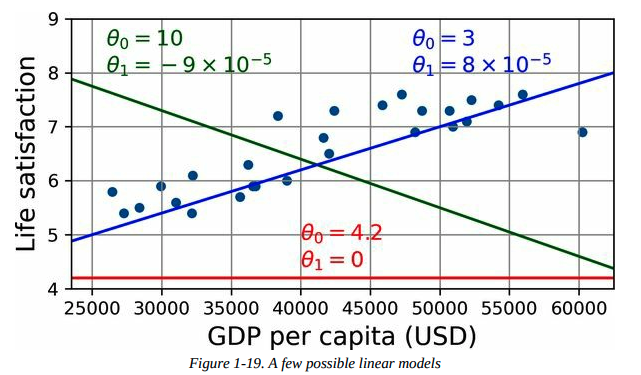 9
8
7
6
5
4
Life satisfaction
θ₀ = 10
θ₁ = − 9 × 10⁻⁵
θ₀ = 3
θ₁ = 8 × 10⁻⁵
θ₀ = 4.2
θ₁ = 0
25000 30000 35000 40000 45000 50000 55000 60000
GDP per capita (USD)
Figure 1-19. A few possible linear models